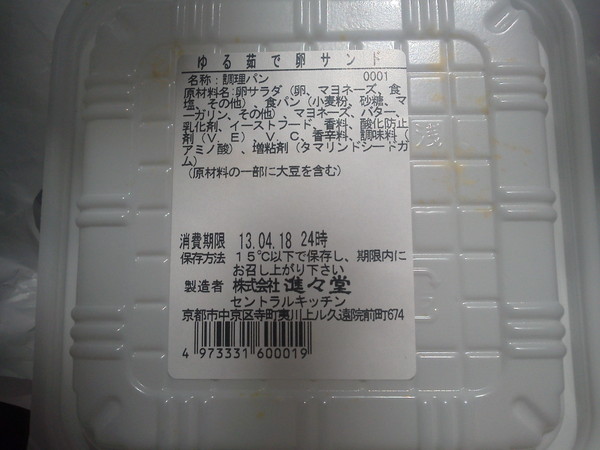 ゆる茹で卵サンド
名称:調理パン 0001
原材料名:卵サラダ(卵、マヨネーズ、食
塩、その他)、食パン(小麦粉、砂糖、マ
ーガリン、その他)、マヨネーズ、バター、
乳化剤、イーストフード、香料、酸化防止
剤(V.E)、V.C、香辛料、調味料(
アミノ酸)、増粘剤(タマリンドシードガ
ム)
(原材料の一部に大豆を含む)
消費期限 13.04.18 24時
保存方法 15℃以下で保存し、期限内に
お召し上がり下さい
製造者 株式会社 進々堂
セントラルキッチン
京都市中京区寺町夷川上ル久遠院前町674
4 973331 600019